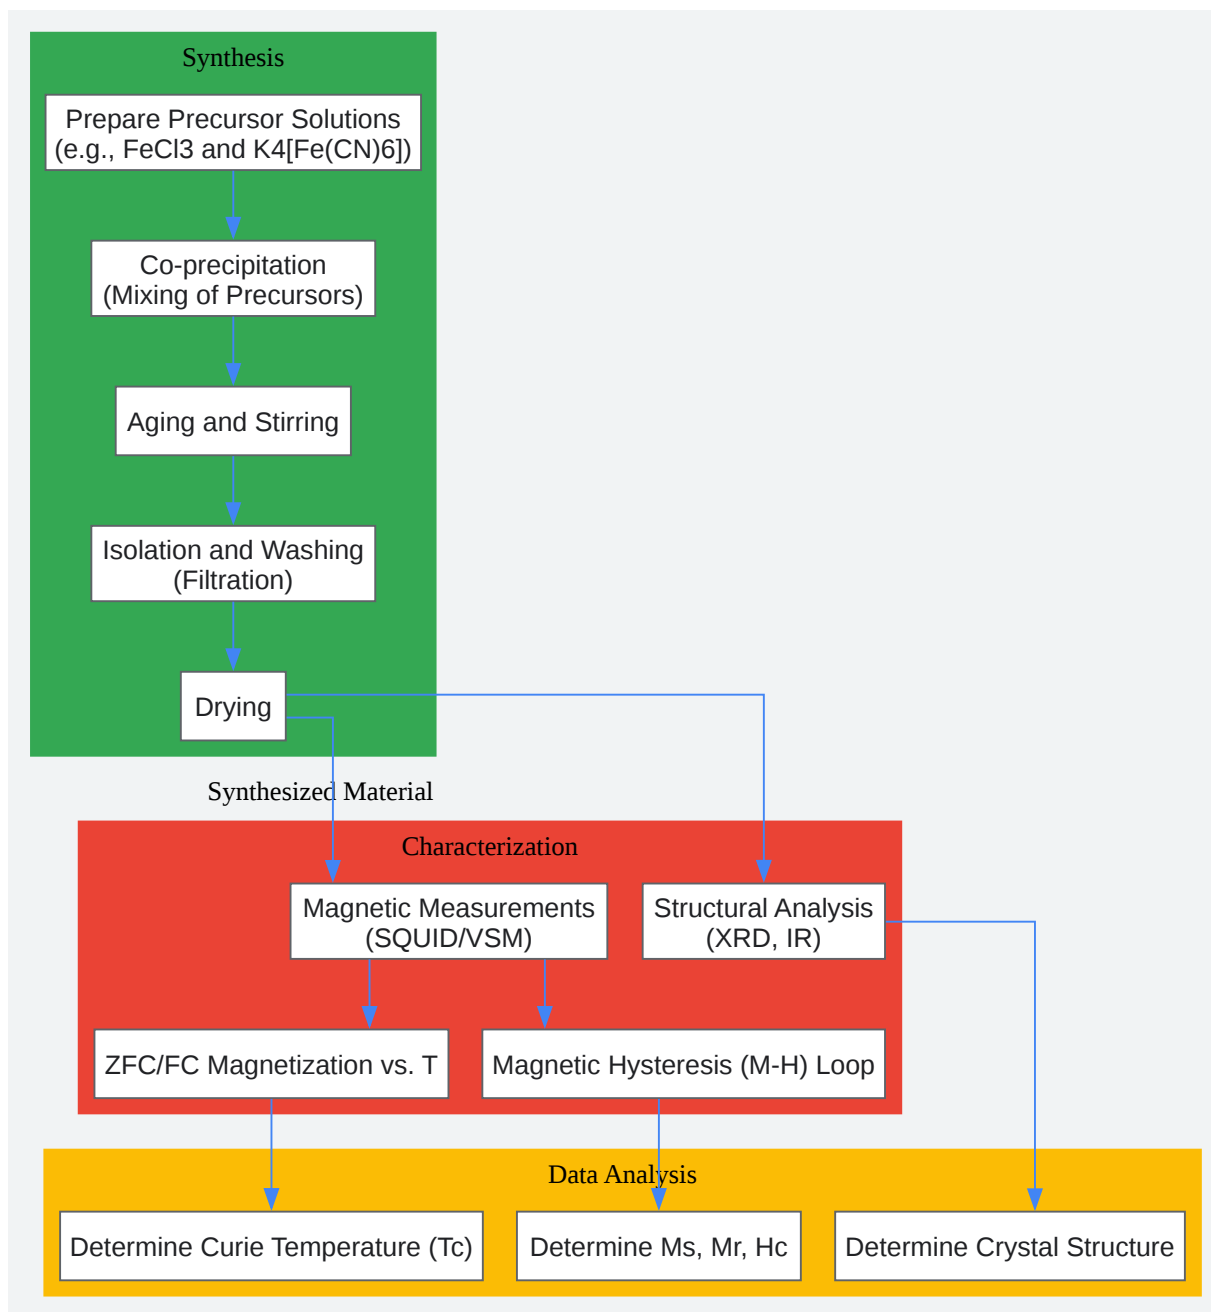 Synthesis
Prepare Precursor Solutions
(e.g., FeCl3 and K4[Fe(CN)6])
Co-precipitation
(Mixing of Precursors)
Aging and Stirring
Isolation and Washing
(Filtration)
Drying
Synthesized Material
Characterization
Magnetic Measurements
(SQUID/VSM)
Structural Analysis
(XRD, IR)
ZFC/FC Magnetization vs. T
Magnetic Hysteresis (M-H) Loop
Data Analysis
Determine Curie Temperature (Tc)
Determine Ms, Mr, Hc
Determine Crystal Structure